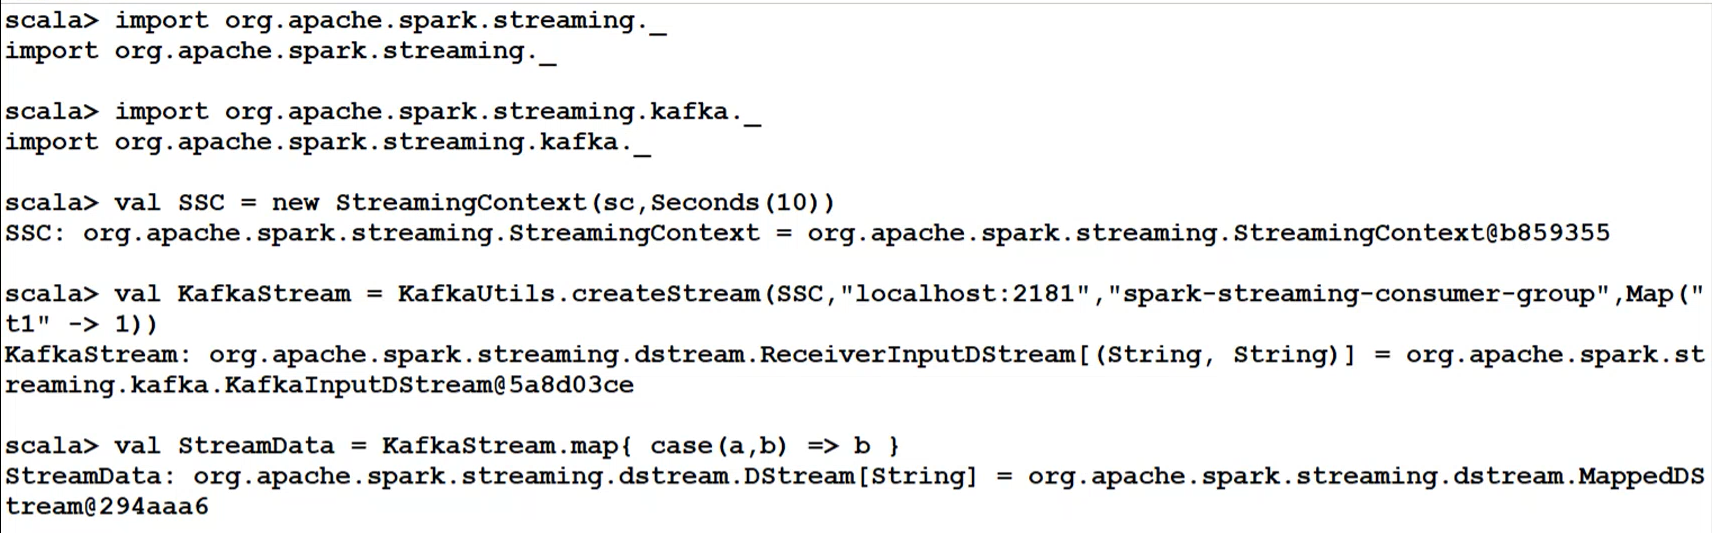 scala> import org.apache.spark.streaming._
import org.apache.spark.streaming._
scala> import org.apache.spark.streaming.kafka._
import org.apache.spark.streaming.kafka._
scala> val SSC = new StreamingContext(sc,Seconds(10))
SSC: org.apache.spark.streaming.StreamingContext = org.apache.spark.streaming.StreamingContext@b859355
scala> val KafkaStream = KafkaUtils.createStream(SSC,"localhost:2181","spark-streaming-consumer-group",Map("
t1" -> 1))
KafkaStream: org.apache.spark.streaming.dstream.ReceiverInputDStream[(String, String)] = org.apache.spark.st
reaming.kafka.KafkaInputDStream@5a8d03ce
scala> val StreamData = KafkaStream.map{ case(a,b) => b }
StreamData: org.apache.spark.streaming.dstream.DStream[String] = org.apache.spark.streaming.dstream.MappedDS
tream@294aaa6